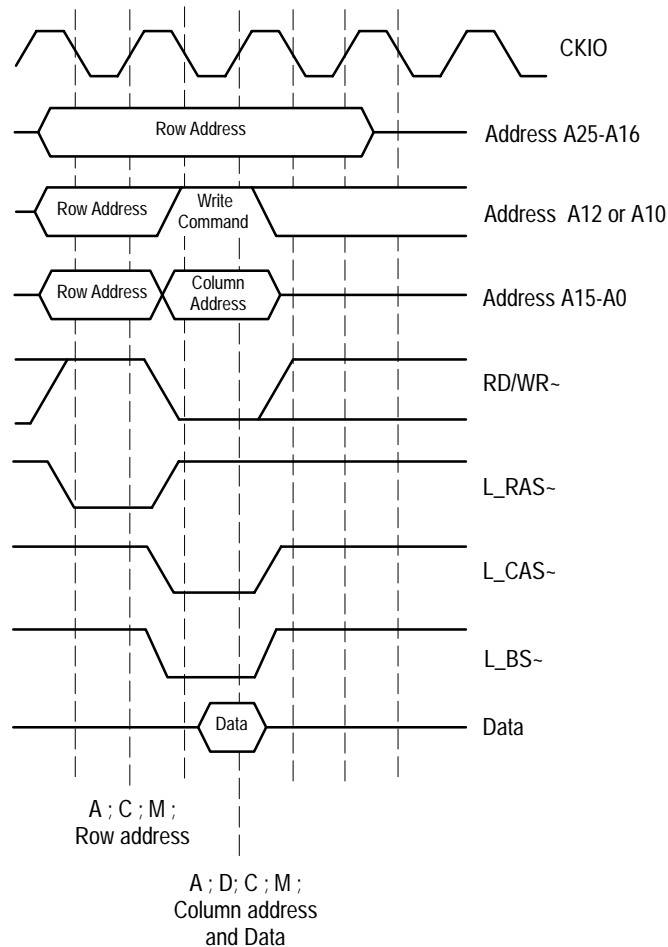 CKIO
Row Address
Address A25-A16
Row Address
Write
Command
Address A12 or A10
Row Address
Column
Address
Address A15-A0
RD/WR~
L_RAS~
L_CAS~
L_BS~
Data
Data
A ; C ; M ;
Row address
A ; D; C ; M ;
Column address
and Data